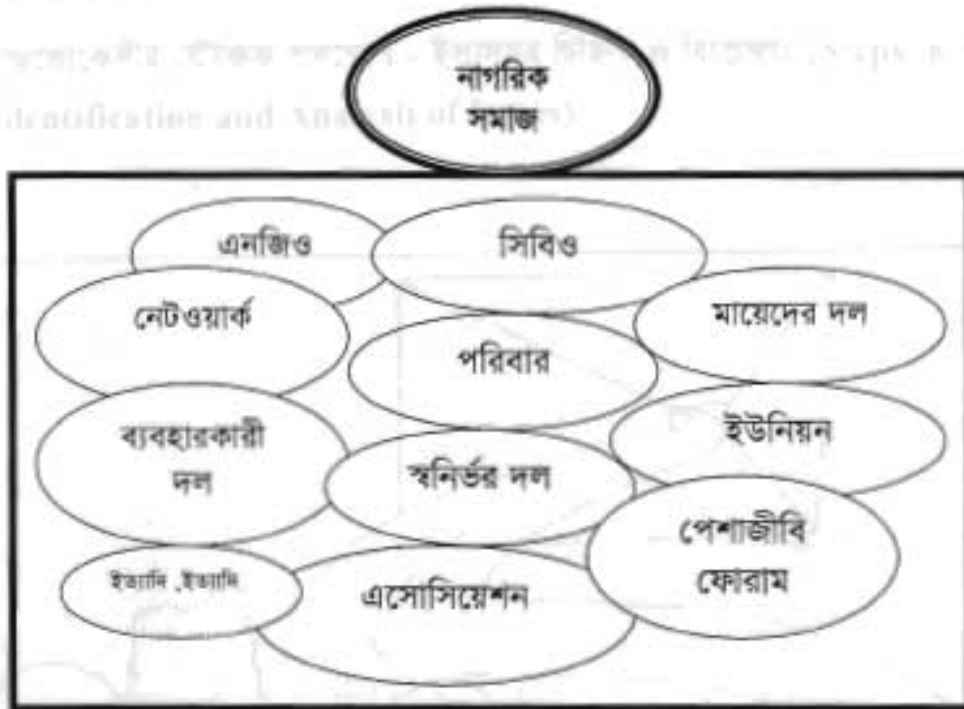 নাগরিক
সমাজ
এনজিও
সিবিও
নেটওয়ার্ক
মায়েদের দল
পরিবার
ব্যবহারকারী
দল
ইউনিয়ন
স্বনির্ভর দল
পেশাজীবি
ফোরাম
ইত্যাদি ,ইত্যাদি
এসোসিয়েশন